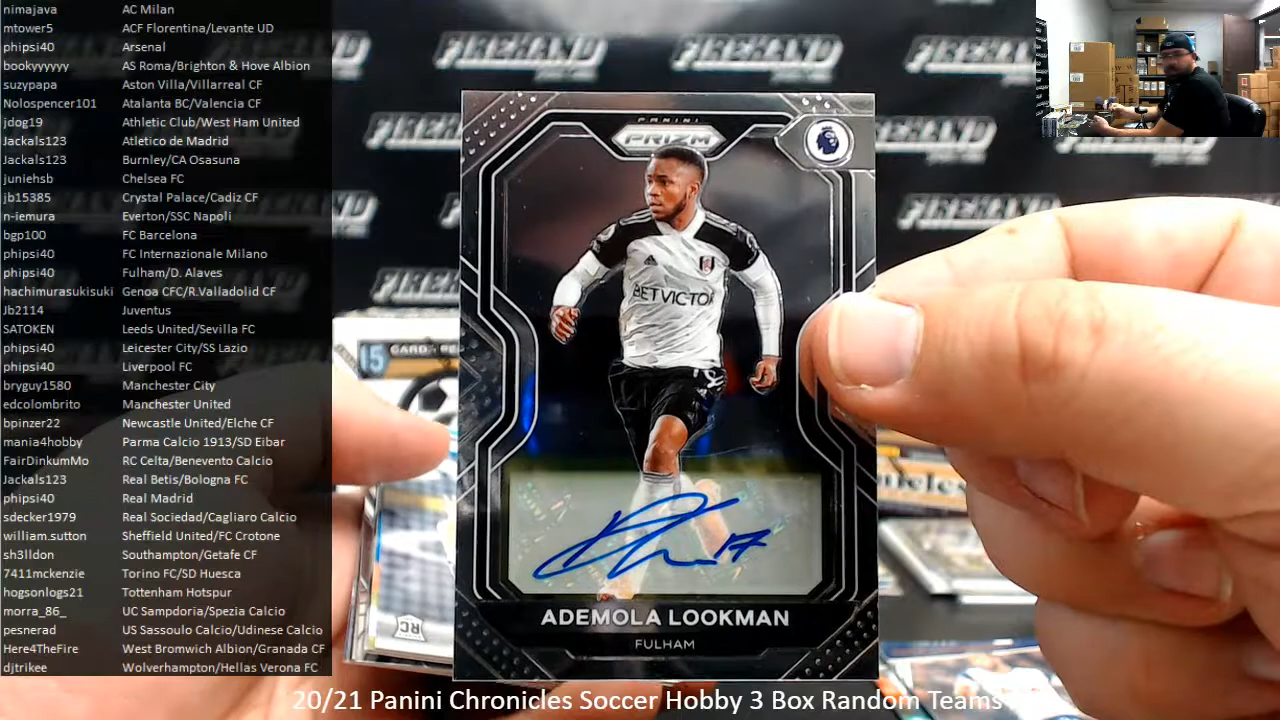 nimajava AC Milan
mtower5 ACF Florentina/Levante UD
phipsi40 Arsenal
bookyyyyyy AS Roma/Brighton & Hove Albion
suzypapa Aston Villa/Villarreal CF
Nolospencer101 Atalanta BC/Valencia CF
jdog19 Athletic Club/West Ham United
Jackals123 Atletico de Madrid
Jackals123 Burnley/CA Osasuna
juniehsb Chelsea FC
jb15385 Crystal Palace/Cadiz CF
n-iemura Everton/SSC Napoli
bgp100 FC Barcelona
phipsi40 FC Internazionale Milano
phipsi40 Fulham/D. Alaves
hachimurasukisuki Genoa CFC/R.Valladolid CF
Jb2114 Juventus
SATOKEN Leeds United/Sevilla FC
phipsi40 Leicester City/SS Lazio
phipsi40 Liverpool FC
bryguy1580 Manchester City
edcolombrito Manchester United
bpinzer22 Newcastle United/Elche CF
mania4hobby Parma Calcio 1913/SD Eibar
FairDinkumMo RC Celta/Benevento Calcio
Jackals123 Real Betis/Bologna FC
phipsi40 Real Madrid
sdecker1979 Real Sociedad/Cagliaro Calcio
william.sutton Sheffield United/FC Crotone
sh3lldon Southampton/Getafe CF
7411mckenzie Torino FC/SD Huesca
hogsonlogs21 Tottenham Hotspur
morra_86_ UC Sampdoria/Spezia Calcio
pesnerad US Sassoulo Calcio/Udinese Calcio
Here4TheFire West Bromwich Albion/Granada CF
djtrikee Wolverhampton/Hellas Verona FC
FIREHAND
PANINI
PRIZM
BETVICTOR
17
ADEMOLA LOOKMAN
FULHAM
15 CARD
RC
20/21 Panini Chronicles Soccer Hobby 3 Box Random Teams